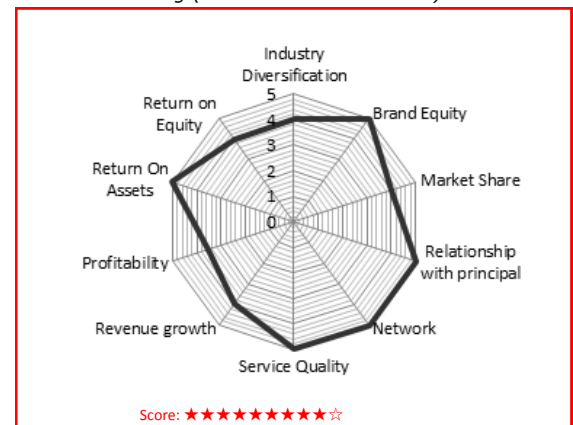 Industry
Diversification
Brand Equity
Market Share
Relationship
with principal
Network
Service Quality
Revenue growth
Profitability
Return On
Assets
Return on
Equity
5
4
3
2
1
0
Score: ★★★★★★★★★☆